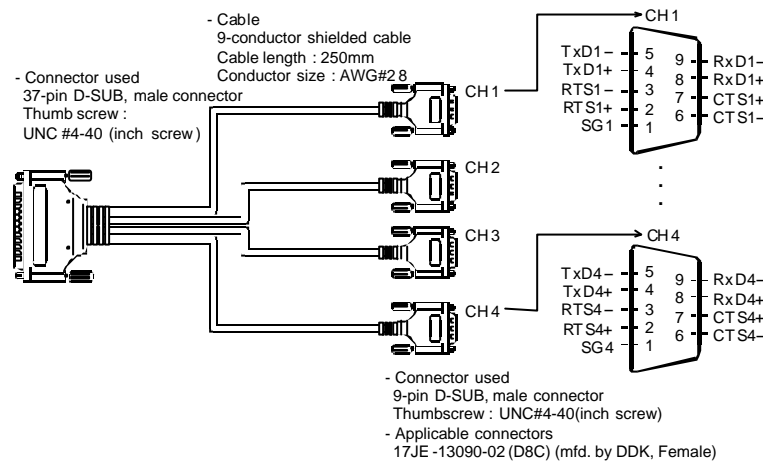 - Cable
9-conductor shielded cable
Cable length : 250mm
Conductor size : AWG#28
- Connector used
37-pin D-SUB, male connector
Thumb screw :
UNC #4-40 (inch screw)
CH1
CH2
CH3
CH4
CH1
TxD1−
TxD1+
RTS1−
RTS1+
SG1
5
4
3
2
1
9
8
7
6
RxD1−
RxD1+
CTS1+
CTS1−
.
.
.
CH4
TxD4−
TxD4+
RTS4−
RTS4+
SG4
5
4
3
2
1
9
8
7
6
RxD4−
RxD4+
CTS4+
CTS4−
- Connector used
9-pin D-SUB, male connector
Thumbscrew : UNC#4-40(inch screw)
- Applicable connectors
17JE-13090-02 (D8C) (mfd. by DDK, Female)